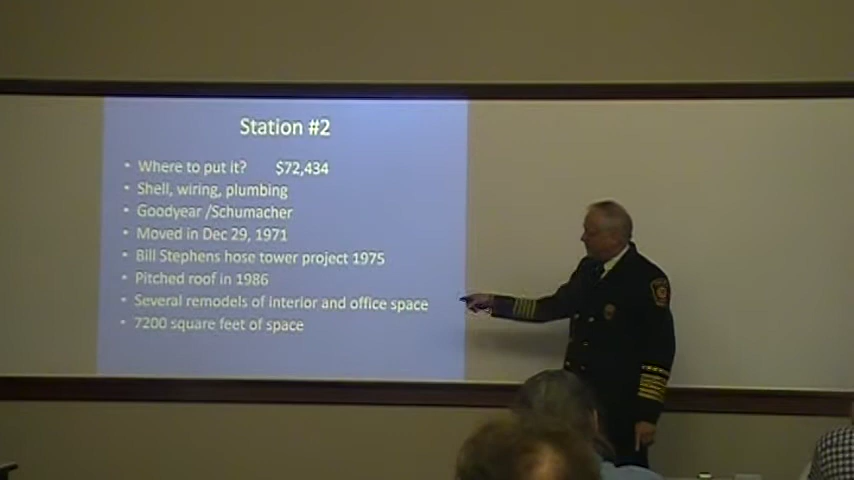 Station #2
• Where to put it? $72,434
• Shell, wiring, plumbing
• Goodyear /Schumacher
• Moved in Dec 29, 1971
• Bill Stephens hose tower project 1975
• Pitched roof in 1986
• Several remodels of interior and office space
• 7200 square feet of space